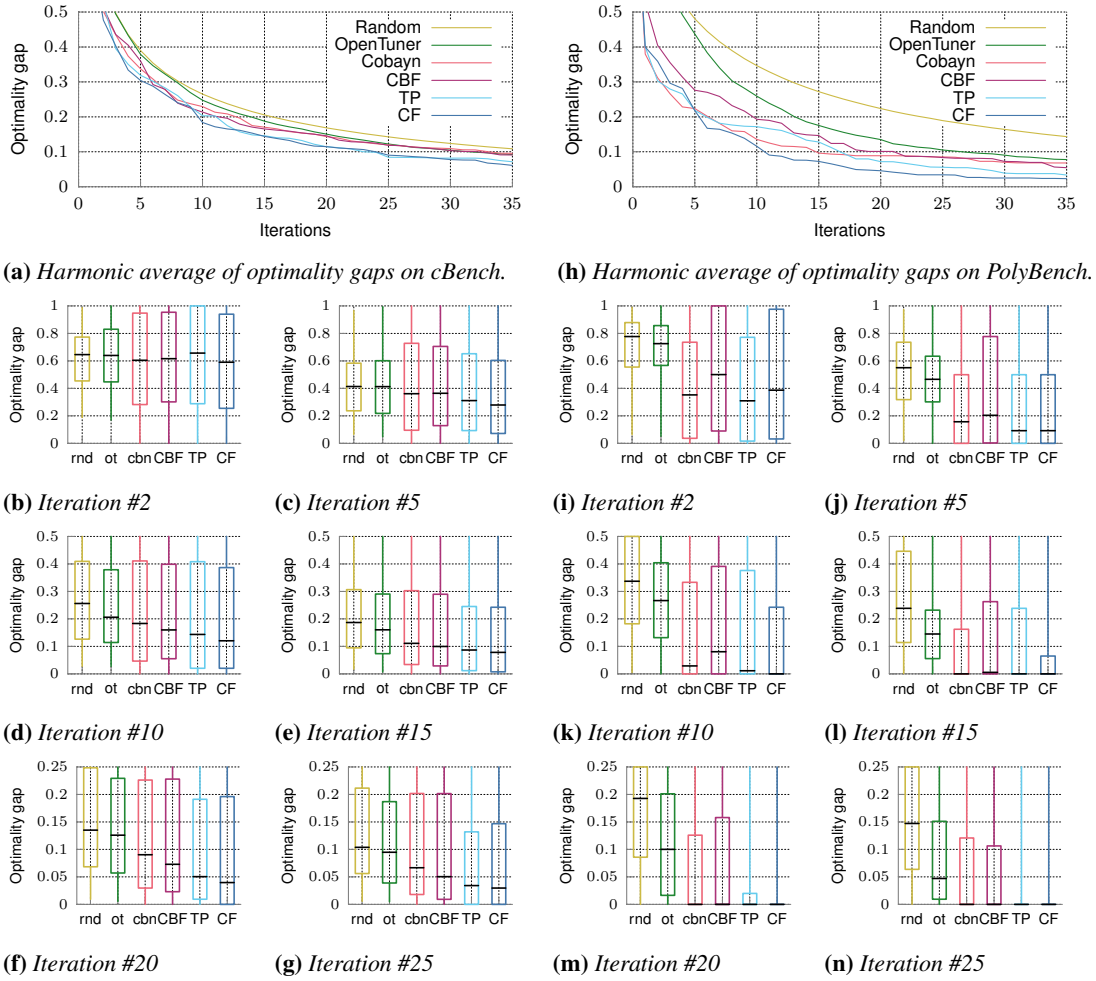 0.5
0.4
0.3
0.2
0.1
0
Optimality gap
0 5 10 15 20 25 30 35
Iterations
Random
OpenTuner
Cobayn
CBF
TP
CF
(a) Harmonic average of optimality gaps on cBench.
0.5
0.4
0.3
0.2
0.1
0
Optimality gap
0 5 10 15 20 25 30 35
Iterations
Random
OpenTuner
Cobayn
CBF
TP
CF
(h) Harmonic average of optimality gaps on PolyBench.
1
0.8
0.6
0.4
0.2
0
Optimality gap
rnd ot cbn CBF TP CF
(b) Iteration #2
1
0.8
0.6
0.4
0.2
0
Optimality gap
rnd ot cbn CBF TP CF
(c) Iteration #5
1
0.8
0.6
0.4
0.2
0
Optimality gap
rnd ot cbn CBF TP CF
(i) Iteration #2
1
0.8
0.6
0.4
0.2
0
Optimality gap
rnd ot cbn CBF TP CF
(j) Iteration #5
0.5
0.4
0.3
0.2
0.1
0
Optimality gap
rnd ot cbn CBF TP CF
(d) Iteration #10
0.5
0.4
0.3
0.2
0.1
0
Optimality gap
rnd ot cbn CBF TP CF
(e) Iteration #15
0.5
0.4
0.3
0.2
0.1
0
Optimality gap
rnd ot cbn CBF TP CF
(k) Iteration #10
0.5
0.4
0.3
0.2
0.1
0
Optimality gap
rnd ot cbn CBF TP CF
(l) Iteration #15
0.25
0.2
0.15
0.1
0.05
0
Optimality gap
rnd ot cbn CBF TP CF
(f) Iteration #20
0.25
0.2
0.15
0.1
0.05
0
Optimality gap
rnd ot cbn CBF TP CF
(g) Iteration #25
0.25
0.2
0.15
0.1
0.05
0
Optimality gap
rnd ot cbn CBF TP CF
(m) Iteration #20
0.25
0.2
0.15
0.1
0.05
0
Optimality gap
rnd ot cbn CBF TP CF
(n) Iteration #25